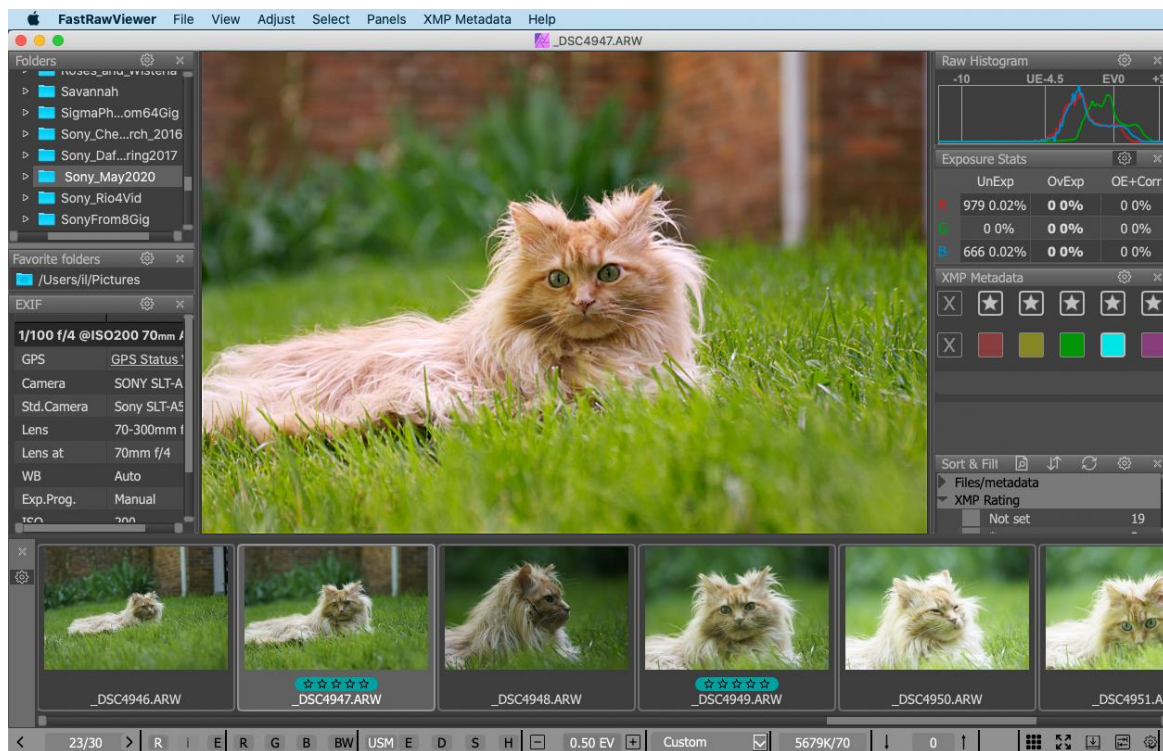 FastRawViewer File View Adjust Select Panels XMP Metadata Help
_DSC4947.ARW
Folders
Roses_and_Wisteria
Savannah
SigmaPh...om64Gig
Sony_Che...rch_2016
Sony_Daf...ring2017
Sony_May2020
Sony_Rio4Vid
SonyFrom8Gig
Favorite folders
/Users/il/Pictures
EXIF
1/100 f/4 @ISO200 70mm
GPS GPS Status
Camera SONY SLT-A
Std.Camera Sony SLT-A5
Lens 70-300mm f
Lens at 70mm f/4
WB Auto
Exp.Prog. Manual
ISO 200
Raw Histogram
-10 UE-4.5 EV0 +3
Exposure Stats
UnExp OvExp OE+Corr
R 979 0.02% 0 0% 0 0%
G 0 0% 0 0% 0 0%
B 666 0.02% 0 0% 0 0%
XMP Metadata
X
X
Sort & Filt
Files/metadata
XMP Rating
Not set 19
_DSC4946.ARW
_DSC4947.ARW
_DSC4948.ARW
_DSC4949.ARW
_DSC4950.ARW
_DSC4951.A
23/30 R i E R G B BW USM E D S H 0.50 EV Custom 5679K/70 0